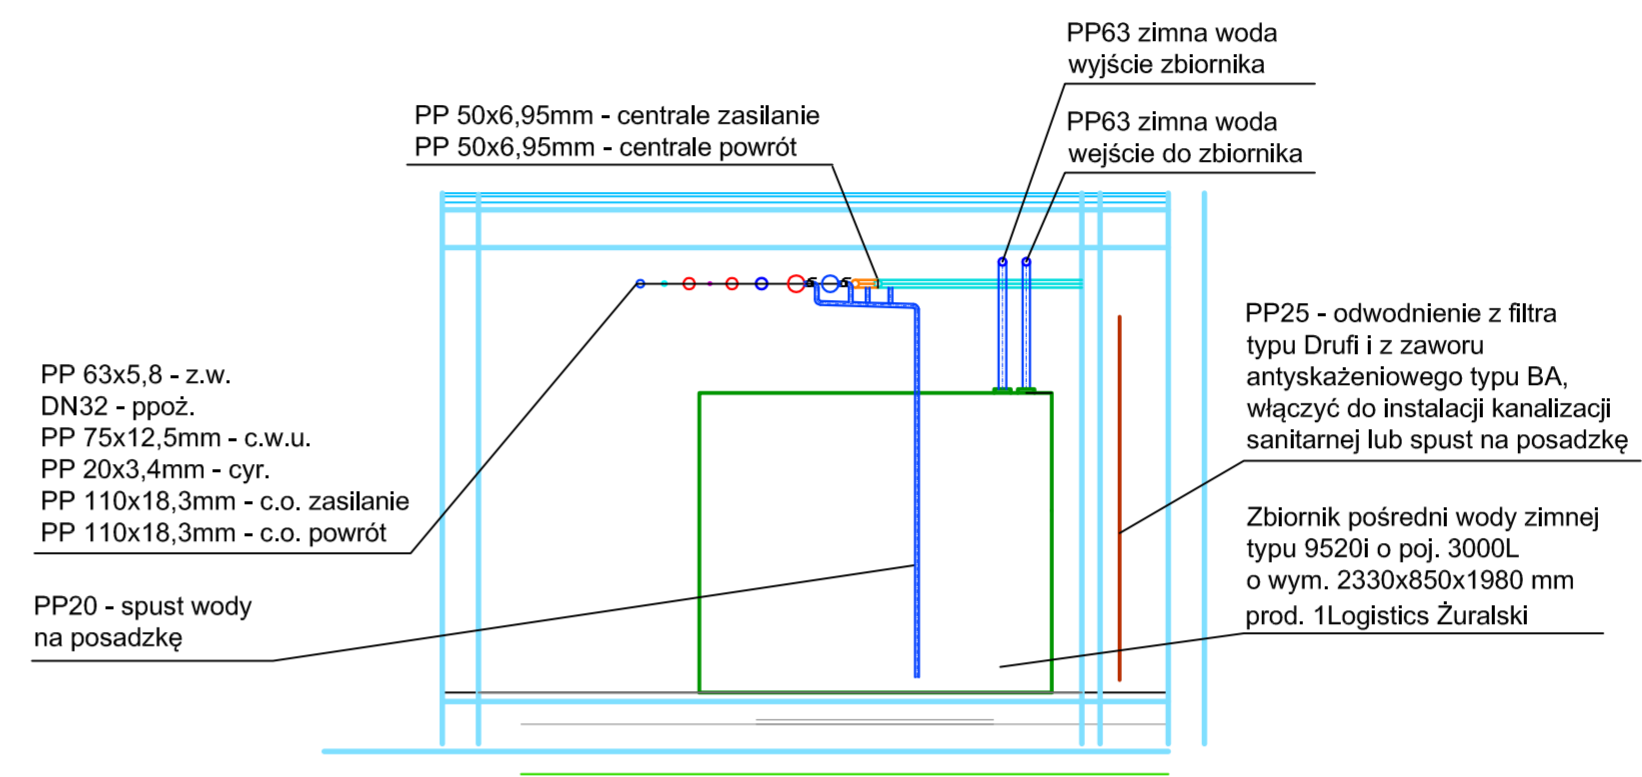 PP63 zimna woda
wyjście zbiornika
PP 50x6,95mm - centrale zasilanie
PP 50x6,95mm - centrale powrót
PP63 zimna woda
wejście do zbiornika
PP25 - odwodnienie z filtra
typu Drufi i z zaworu
antyskażeniowego typu BA,
włączyć do instalacji kanalizacji
sanitarnej lub spust na posadzkę
PP 63x5,8 - z.w.
DN32 - ppoż.
PP 75x12,5mm - c.w.u.
PP 20x3,4mm - cyr.
PP 110x18,3mm - c.o. zasilanie
PP 110x18,3mm - c.o. powrót
Zbiornik pośredni wody zimnej
typu 9520i o poj. 3000L
o wym. 2330x850x1980 mm
prod. 1Logistics Żuralski
PP20 - spust wody
na posadzkę